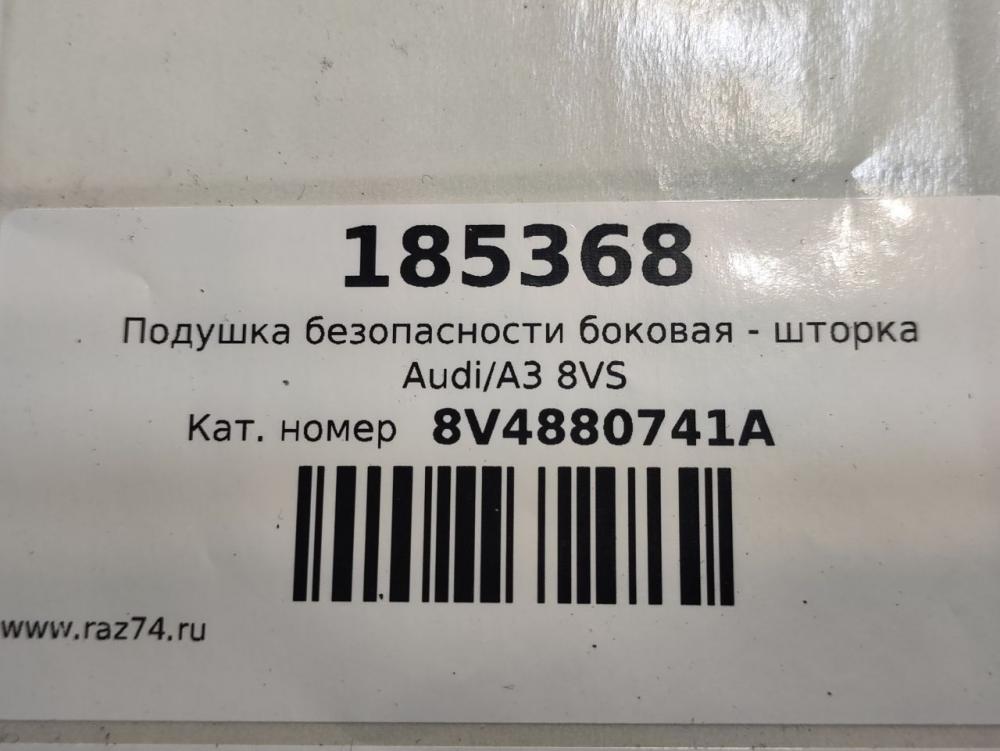 185368
Подушка безопасности боковая - шторка
Audi/A3 8VS
Кат. номер 8V4880741A
www.raz74.ru